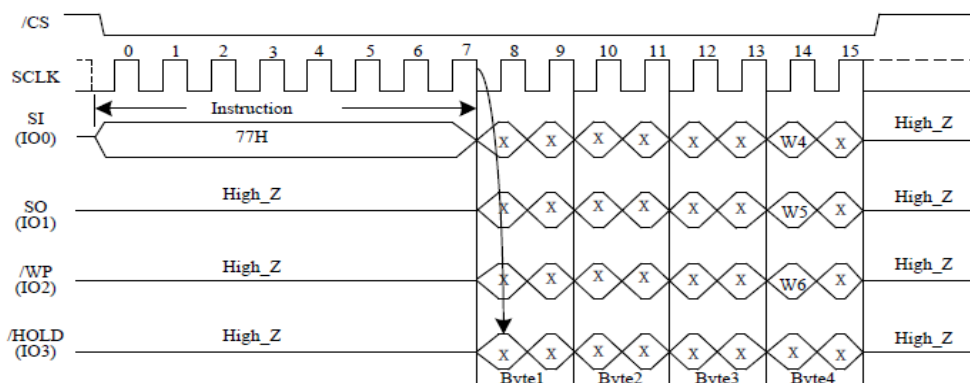 /CS
0 1 2 3 4 5 6 7 8 9 10 11 12 13 14 15
SCLK
Instruction
SI
(IO0)
77H
X X X X X X W4 X
High_Z
SO
(IO1)
High_Z
X X X X X X W5 X
High_Z
/WP
(IO2)
High_Z
X X X X X X W6 X
High_Z
/HOLD
(IO3)
High_Z
X X X X X X X X
High_Z
Byte1 Byte2 Byte3 Byte4